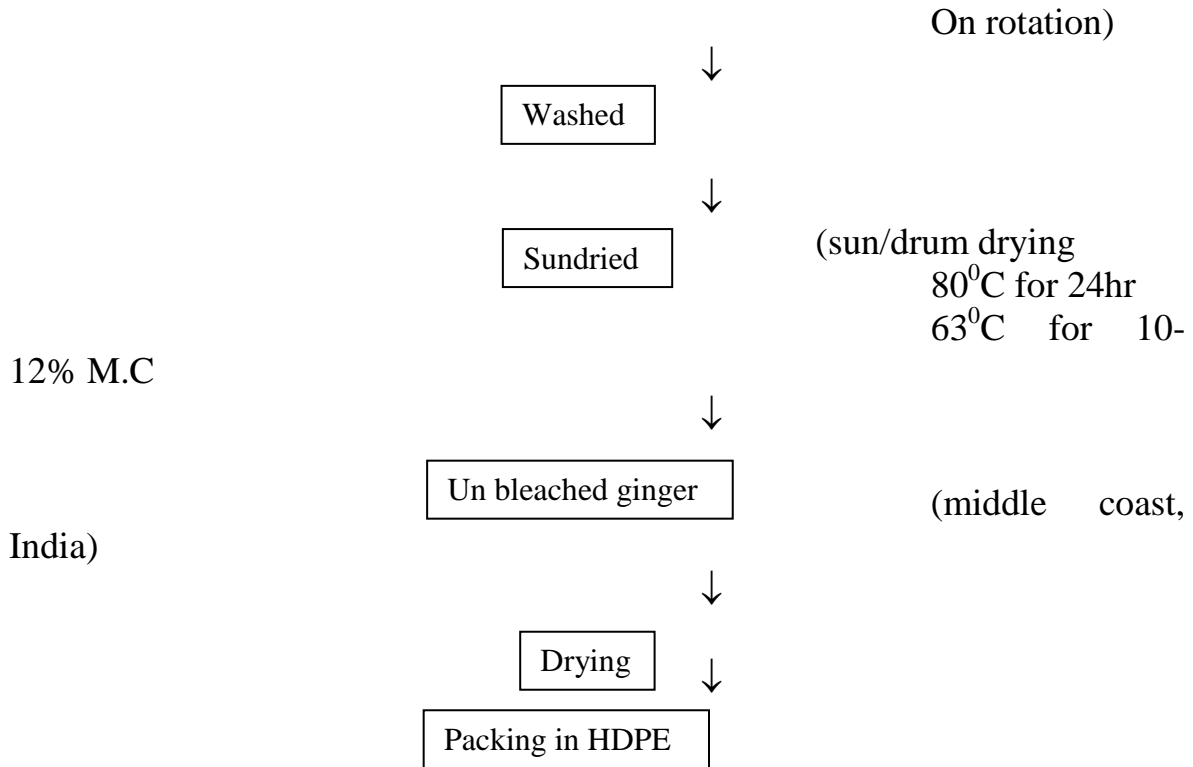 On rotation)
↓
Washed
↓
Sundried (sun/drum drying
80⁰C for 24hr
63⁰C for 10-
12% M.C
↓
Un bleached ginger (middle coast,
India)
↓
Drying ↓
Packing in HDPE